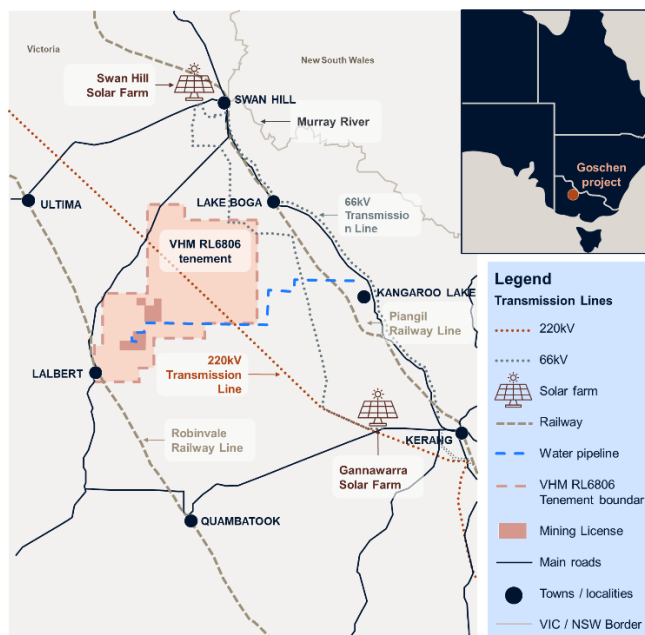 Victoria
New South Wales
Swan Hill
Solar Farm
SWAN HILL
Murray River
Goschen
project
ULTIMA
LAKE BOGA
66kV
Transmissio
n Line
VHM RL6806
tenement
KANGAROO LAKE
Piangil
Railway Line
220kV
Transmission
Line
LALBERT
Robinvale
Railway Line
KERANG
Gannawarra
Solar Farm
QUAMBATOOK
Legend
Transmission Lines
220kV
66kV
Solar farm
Railway
Water pipeline
VHM RL6806
Tenement boundar
Mining License
Main roads
Towns / localities
VIC / NSW Border